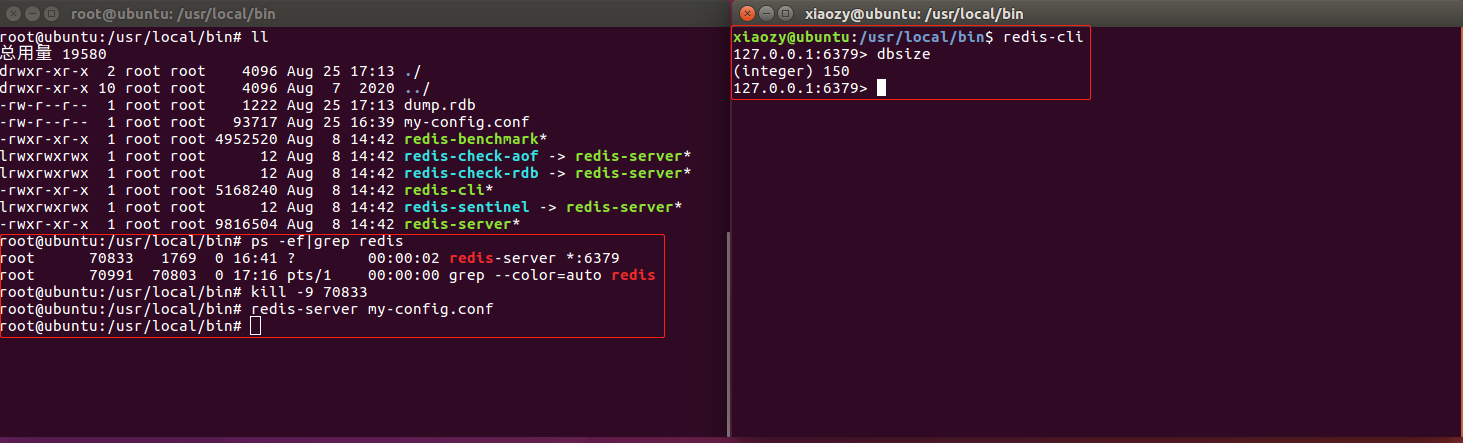 root@ubuntu: /usr/local/bin
root@ubuntu:/usr/local/bin# ll
总用量 19580
drwxr-xr-x  2 root root    4096 Aug 25 17:13 ./
drwxr-xr-x 10 root root    4096 Aug  7  2020 ../
-rw-r--r--  1 root root    1222 Aug 25 17:13 dump.rdb
-rw-r--r--  1 root root   93717 Aug 25 16:39 my-config.conf
-rwxr-xr-x  1 root root 4952520 Aug  8 14:42 redis-benchmark*
lrwxrwxrwx  1 root root      12 Aug  8 14:42 redis-check-aof -> redis-server*
lrwxrwxrwx  1 root root      12 Aug  8 14:42 redis-check-rdb -> redis-server*
-rwxr-xr-x  1 root root 5168240 Aug  8 14:42 redis-cli*
lrwxrwxrwx  1 root root      12 Aug  8 14:42 redis-sentinel -> redis-server*
-rwxr-xr-x  1 root root 9816504 Aug  8 14:42 redis-server*
root@ubuntu:/usr/local/bin# ps -ef|grep redis
root      70833   1769  0 16:41 ?        00:00:02 redis-server *:6379
root      70991  70803  0 17:16 pts/1    00:00:00 grep --color=auto redis
root@ubuntu:/usr/local/bin# kill -9 70833
root@ubuntu:/usr/local/bin# redis-server my-config.conf
root@ubuntu:/usr/local/bin#
xiaozy@ubuntu: /usr/local/bin
xiaozy@ubuntu:/usr/local/bin$ redis-cli
127.0.0.1:6379> dbsize
(integer) 150
127.0.0.1:6379>